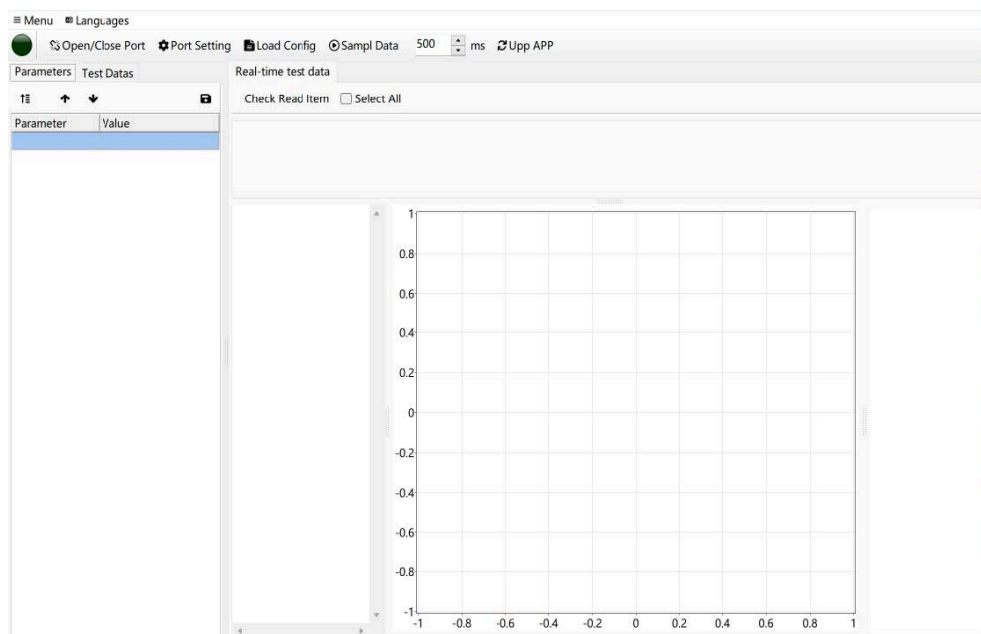 Menu Languages
Open/Close Port Port Setting Load Config Sampl Data 500 ms Upp APP
Parameters Test Datas
Real-time test data
Check Read Item Select All
Parameter Value
1
0.8
0.6
0.4
0.2
0
-0.2
-0.4
-0.6
-0.8
-1
-1 -0.8 -0.6 -0.4 -0.2 0 0.2 0.4 0.6 0.8 1